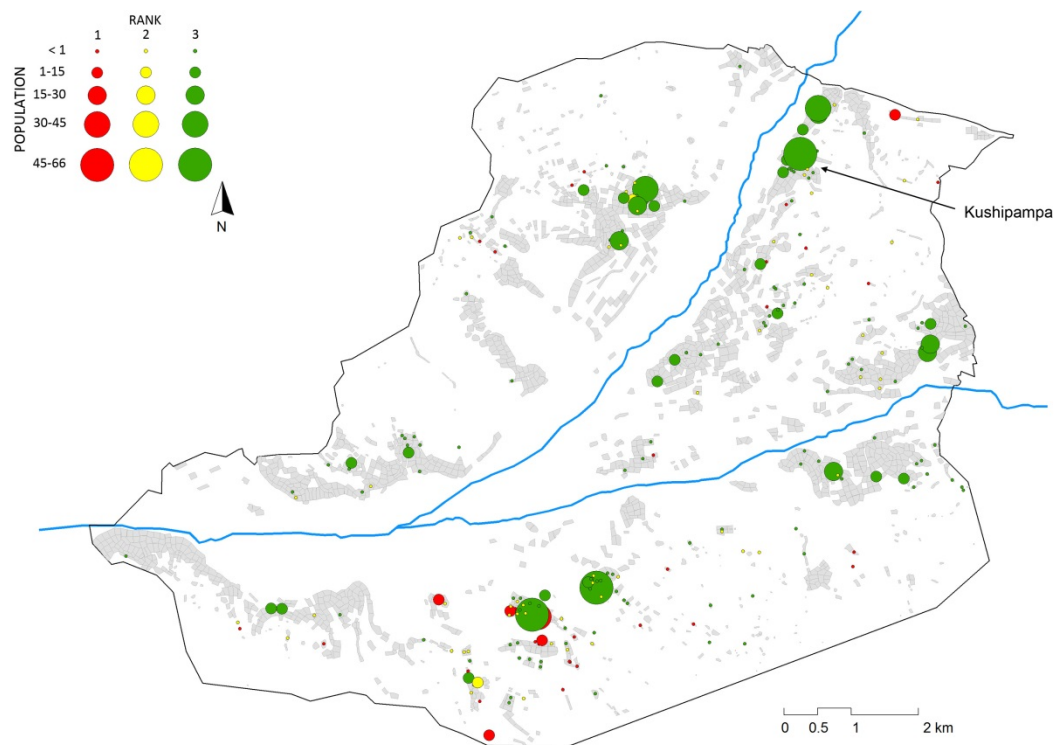 RANK
1 2 3
POPULATION
< 1
1-15
15-30
30-45
45-66
N
Kushipampa
0 0.5 1 2 km